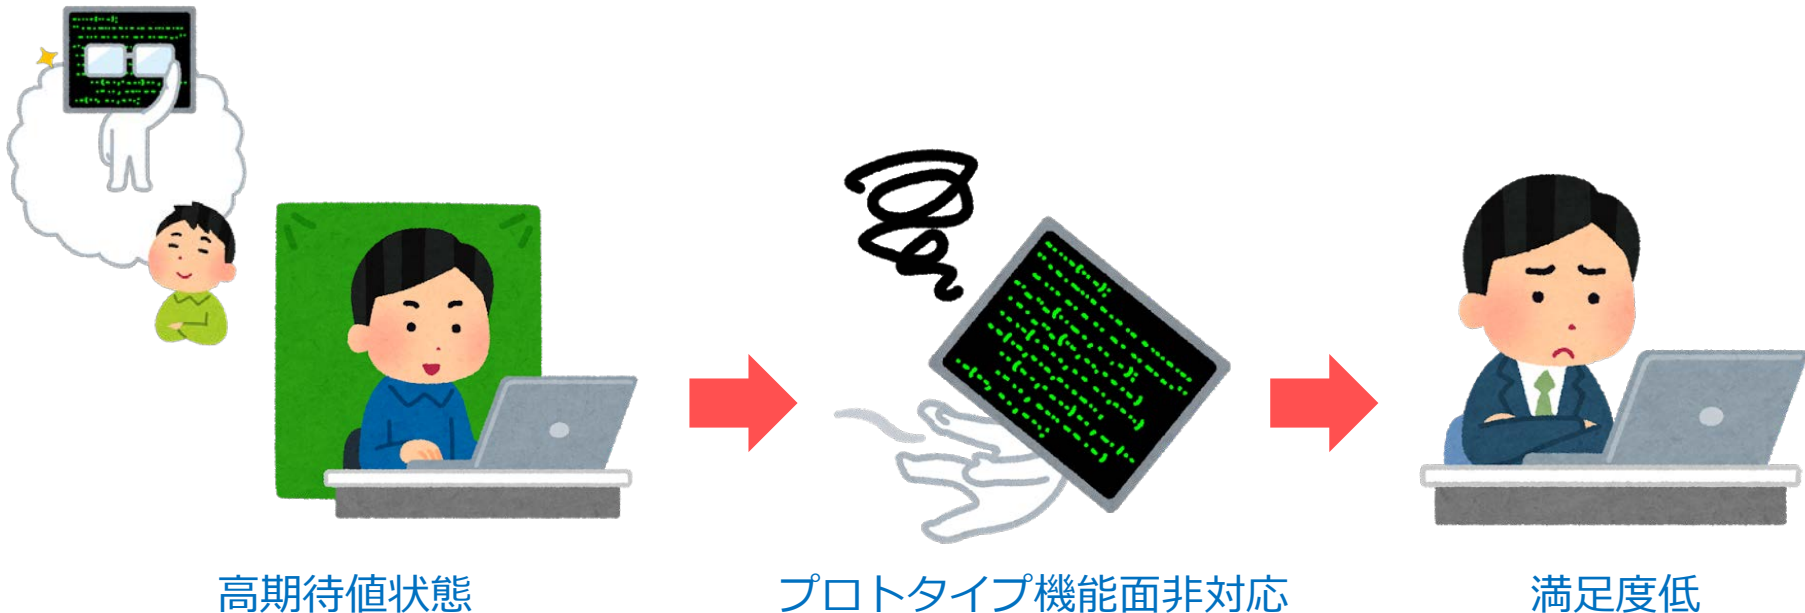 高期待値状態
プロトタイプ機能面非対応
満足度低